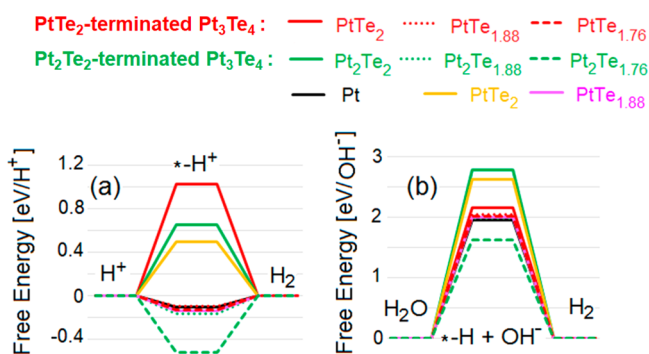 PtTe₂-terminated Pt₃Te₄ : PtTe₂ PtTe₁.₈₈ PtTe₁.₇₆
Pt₂Te₂-terminated Pt₃Te₄ : Pt₂Te₂ Pt₂Te₁.₈₈ Pt₂Te₁.₇₆
Pt PtTe₂ PtTe₁.₈₈
Free Energy [eV/H⁺]
1.2
0.8
0.4
0
-0.4
(a)
*-H⁺
H⁺
H₂
Free Energy [eV/OH⁻]
3
2
1
0
(b)
H₂O
*-H + OH⁻
H₂